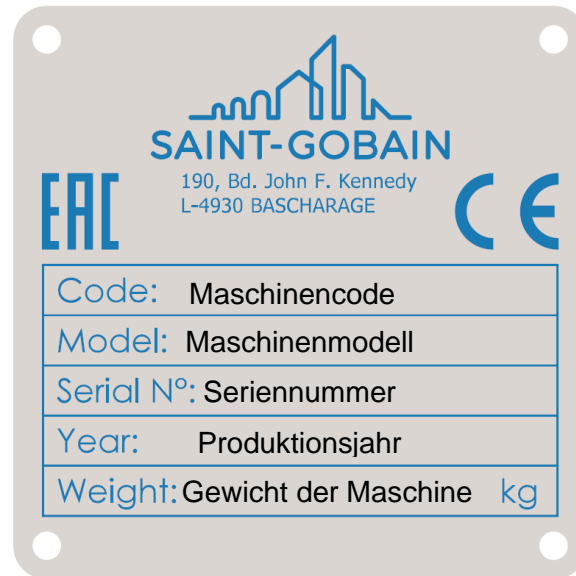 SAINT-GOBAIN
190, Bd. John F. Kennedy
L-4930 BASCHARAGE
EAC
CE
Code: Maschinencode
Model: Maschinenmodell
Serial N°: Seriennummer
Year: Produktionsjahr
Weight: Gewicht der Maschine kg